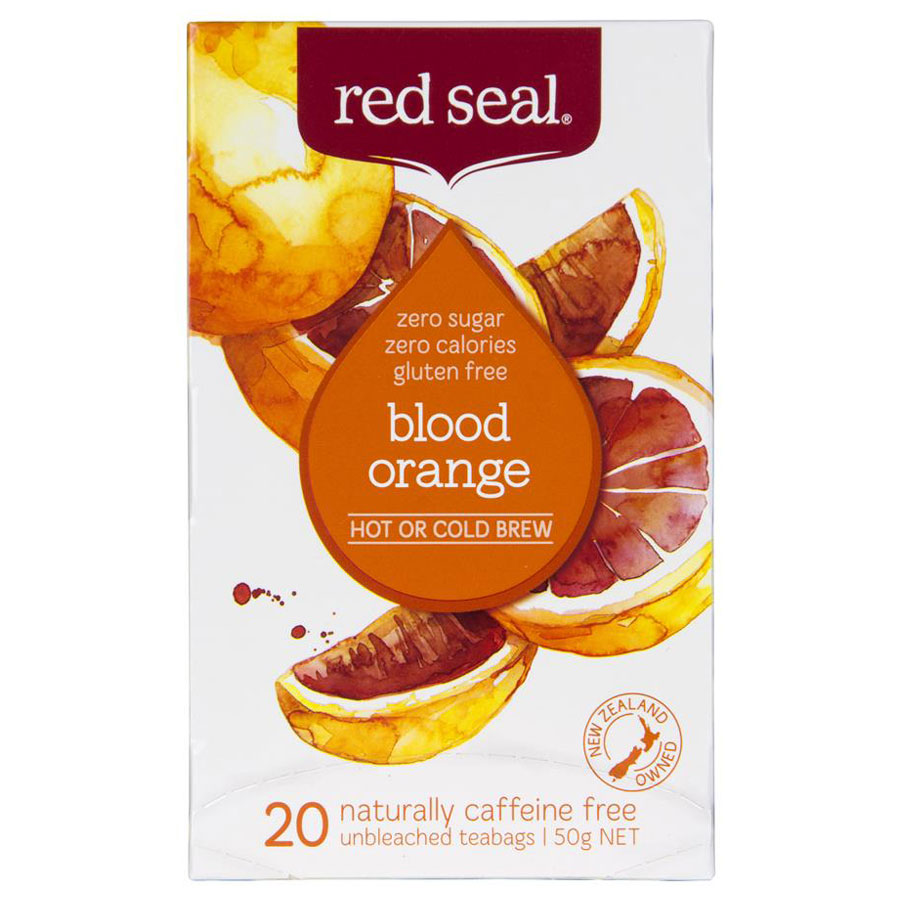 red seal®
zero sugar
zero calories
gluten free
blood
orange
HOT OR COLD BREW
NEW ZEALAND
OWNED
20 naturally caffeine free
unbleached teabags | 50g NET